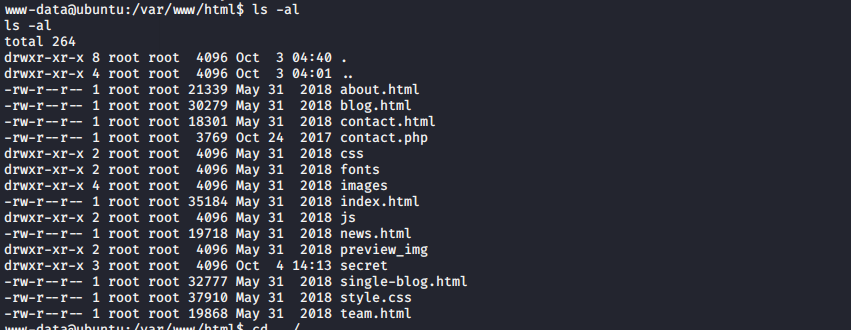 www-data@ubuntu:/var/www/html$ ls -al
ls -al
total 264
drwxr-xr-x 8 root root  4096 Oct  3 04:40 .
drwxr-xr-x 4 root root  4096 Oct  3 04:01 ..
-rw-r--r-- 1 root root 21339 May 31  2018 about.html
-rw-r--r-- 1 root root 30279 May 31  2018 blog.html
-rw-r--r-- 1 root root 18301 May 31  2018 contact.html
-rw-r--r-- 1 root root  3769 Oct 24  2017 contact.php
drwxr-xr-x 2 root root  4096 May 31  2018 css
drwxr-xr-x 2 root root  4096 May 31  2018 fonts
drwxr-xr-x 4 root root  4096 May 31  2018 images
-rw-r--r-- 1 root root 35184 May 31  2018 index.html
drwxr-xr-x 2 root root  4096 May 31  2018 js
-rw-r--r-- 1 root root 19718 May 31  2018 news.html
drwxr-xr-x 2 root root  4096 May 31  2018 preview_img
drwxr-xr-x 3 root root  4096 Oct  4 14:13 secret
-rw-r--r-- 1 root root 32777 May 31  2018 single-blog.html
-rw-r--r-- 1 root root 37910 May 31  2018 style.css
-rw-r--r-- 1 root root 19868 May 31  2018 team.html
www-data@ubuntu:/var/www/html$ cd